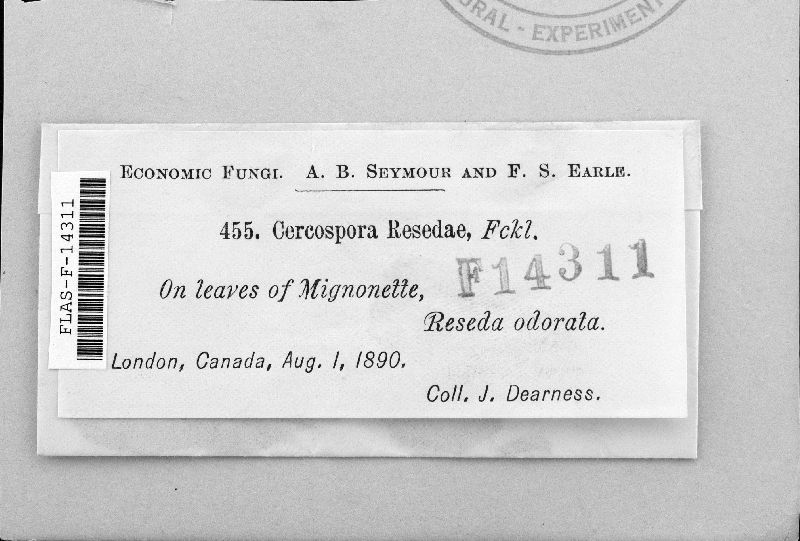 URAL - EXPERIMENT
Economic Fungi. A. B. Seymour and F. S. Earle.
455. Cercospora Resedae, Fckl.
F14311
On leaves of Mignonette,
Reseda odorata.
London, Canada, Aug. 1, 1890.
Coll. J. Dearness.
FLAS-F-14311